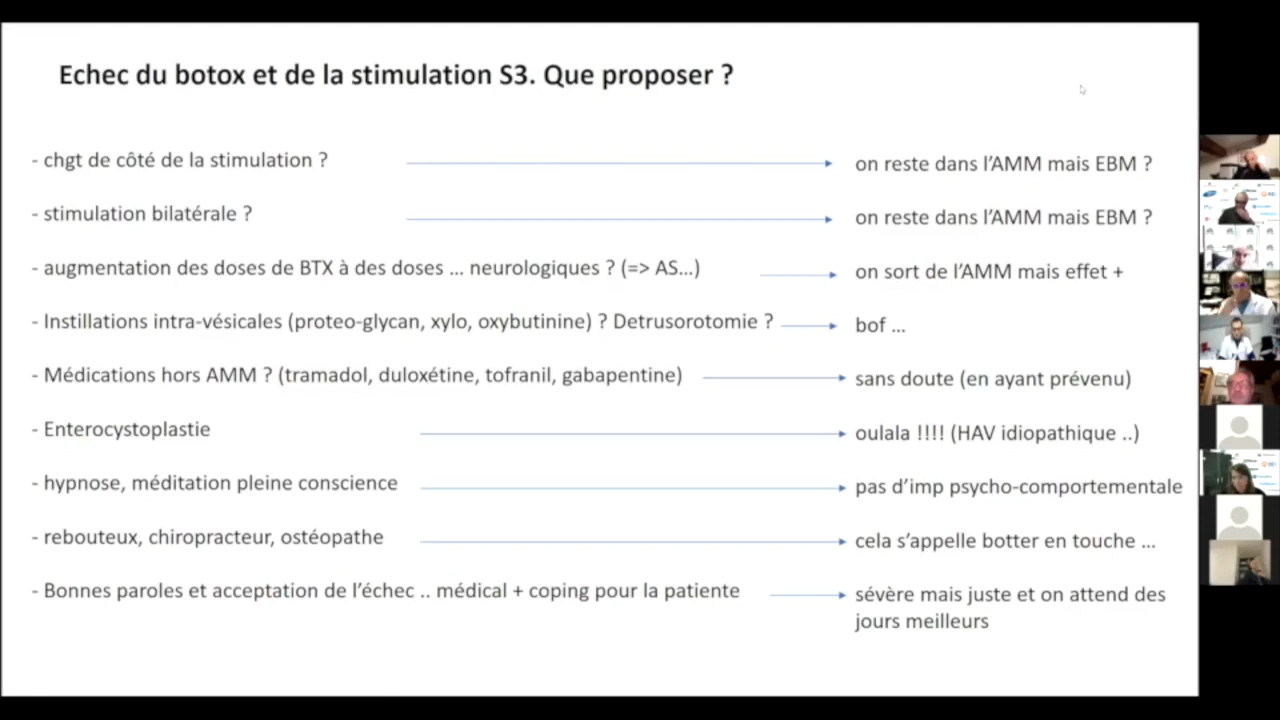 Echec du botox et de la stimulation S3. Que proposer ?
- chgt de côté de la stimulation ? on reste dans l'AMM mais EBM ?
- stimulation bilatérale ? on reste dans l'AMM mais EBM ?
- augmentation des doses de BTX à des doses ... neurologiques ? (=> AS...) on sort de l'AMM mais effet +
- Instillations intra-vésicales (proteo-glycan, xylo, oxybutinine) ? Detrusorotomie ? bof ...
- Médications hors AMM ? (tramadol, duloxétine, tofranil, gabapentine) sans doute (en ayant prévenu)
- Enterocystoplastie oulala !!!! (HAV idiopathique ..)
- hypnose, méditation pleine conscience pas d'imp psycho-comportementale
- rebouteux, chiropracteur, ostéopathe cela s'appelle botter en touche ...
- Bonnes paroles et acceptation de l'échec .. médical + coping pour la patiente sévère mais juste et on attend des
jours meilleurs